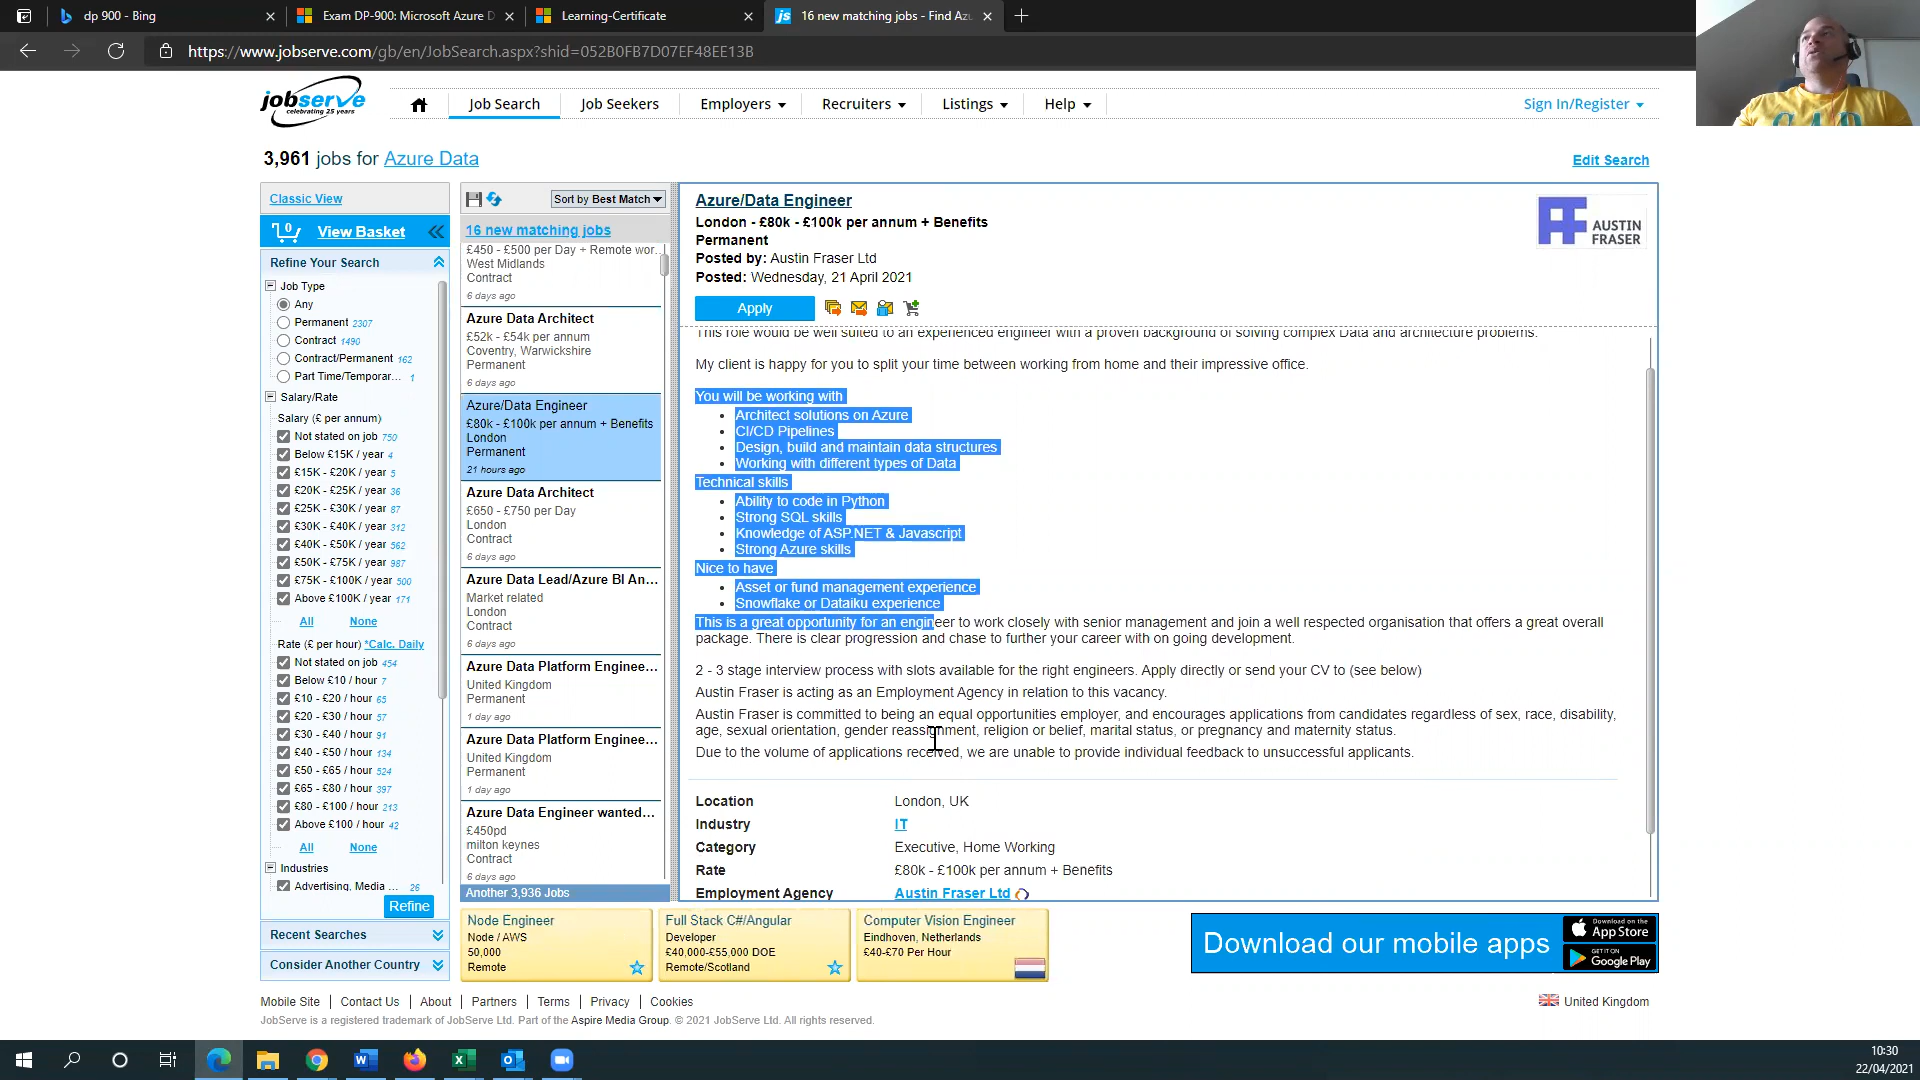 dp 900 - Bing
Exam DP-900: Microsoft Azure D
Learning-Certificate
js
16 new matching jobs - Find Azu
https://www.jobserve.com/gb/en/JobSearch.aspx?shid=052B0FB7D07EF48EE13B
jobserve
celebrating 25 years
Job Search
Job Seekers
Employers
Recruiters
Listings
Help
Sign In/Register
3,961 jobs for Azure Data
Edit Search
Classic View
0
View Basket
Refine Your Search
Job Type
Any
Permanent 2307
Contract 1490
Contract/Permanent 162
Part Time/Temporar... 1
Salary/Rate
Salary (£ per annum)
Not stated on job 750
Below £15K / year 4
£15K - £20K / year 5
£20K - £25K / year 36
£25K - £30K / year 87
£30K - £40K / year 312
£40K - £50K / year 562
£50K - £75K / year 987
£75K - £100K / year 500
Above £100K / year 171
All None
Rate (£ per hour) *Calc. Daily
Not stated on job 454
Below £10 / hour 7
£10 - £20 / hour 65
£20 - £30 / hour 57
£30 - £40 / hour 91
£40 - £50 / hour 134
£50 - £65 / hour 524
£65 - £80 / hour 397
£80 - £100 / hour 213
Above £100 / hour 42
All None
Industries
Advertising, Media ... 26
Refine
Recent Searches
Consider Another Country
Sort by Best Match
16 new matching jobs
£450 - £500 per Day + Remote wor...
West Midlands
Contract
6 days ago
Azure Data Architect
£52k - £54k per annum
Coventry, Warwickshire
Permanent
6 days ago
Azure/Data Engineer
£80k - £100k per annum + Benefits
London
Permanent
21 hours ago
Azure Data Architect
£650 - £750 per Day
London
Contract
6 days ago
Azure Data Lead/Azure BI An...
Market related
London
Contract
6 days ago
Azure Data Platform Enginee...
United Kingdom
Permanent
1 day ago
Azure Data Platform Enginee...
United Kingdom
Permanent
1 day ago
Azure Data Engineer wanted...
£450pd
milton keynes
Contract
6 days ago
Another 3,936 Jobs
Azure/Data Engineer
London - £80k - £100k per annum + Benefits
Permanent
Posted by: Austin Fraser Ltd
Posted: Wednesday, 21 April 2021
AUSTIN
FRASER
Apply
This role would be well suited to an experienced engineer with a proven background of solving complex Data and architecture problems.
My client is happy for you to split your time between working from home and their impressive office.
You will be working with
• Architect solutions on Azure
• CI/CD Pipelines
• Design, build and maintain data structures
• Working with different types of Data
Technical skills
• Ability to code in Python
• Strong SQL skills
• Knowledge of ASP.NET & Javascript
• Strong Azure skills
Nice to have
• Asset or fund management experience
• Snowflake or Dataiku experience
This is a great opportunity for an engineer to work closely with senior management and join a well respected organisation that offers a great overall
package. There is clear progression and chase to further your career with on going development.
2 - 3 stage interview process with slots available for the right engineers. Apply directly or send your CV to (see below)
Austin Fraser is acting as an Employment Agency in relation to this vacancy.
Austin Fraser is committed to being an equal opportunities employer, and encourages applications from candidates regardless of sex, race, disability,
age, sexual orientation, gender reassignment, religion or belief, marital status, or pregnancy and maternity status.
Due to the volume of applications received, we are unable to provide individual feedback to unsuccessful applicants.
Location London, UK
Industry IT
Category Executive, Home Working
Rate £80k - £100k per annum + Benefits
Employment Agency Austin Fraser Ltd
Node Engineer
Node / AWS
50,000
Remote
Full Stack C#/Angular
Developer
£40,000-£55,000 DOE
Remote/Scotland
Computer Vision Engineer
Eindhoven, Netherlands
£40-£70 Per Hour
Download our mobile apps
Download on the
App Store
GET IT ON
Google Play
Mobile Site | Contact Us | About | Partners | Terms | Privacy | Cookies
United Kingdom
JobServe is a registered trademark of JobServe Ltd. Part of the Aspire Media Group. © 2021 JobServe Ltd. All rights reserved.
10:30
22/04/2021